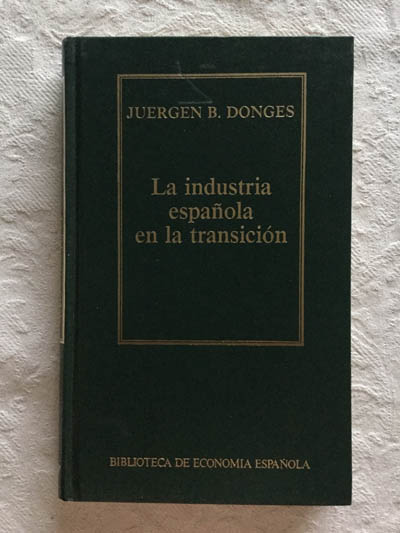 JUERGEN B. DONGES
La industria
española
en la transición
BIBLIOTECA DE ECONOMIA ESPAÑOLA